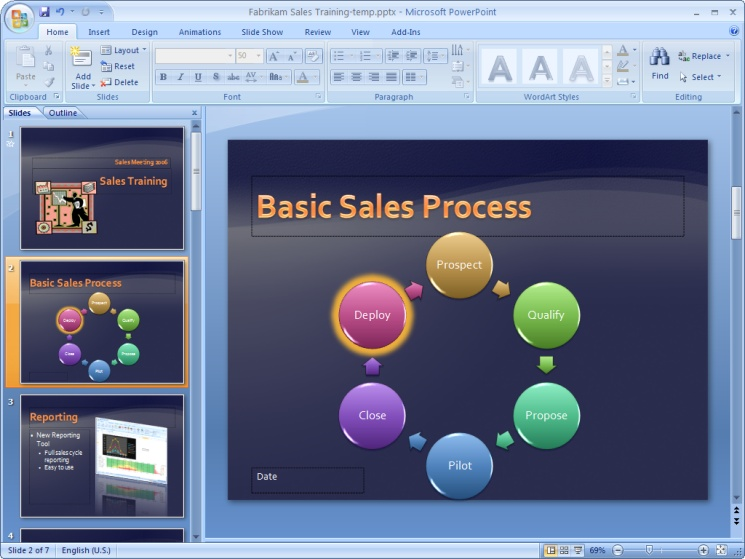 Fabrikam Sales Training-temp.pptx - Microsoft PowerPoint
Home Insert Design Animations Slide Show Review View Add-Ins
Paste
Clipboard
Add Slide
Layout
Reset
Delete
Slides
50
B I U S abc AV Aa
Font
Paragraph
A A A
WordArt Styles
Find
Replace
Select
Editing
Slides Outline x
1
Sales Meeting 2006
Sales Training
2
Basic Sales Process
Prospect
Deploy
Qualify
Close
Propose
Pilot
3
Reporting
• New Reporting
Tool
• Full sales cycle
reporting
• Easy to use
4
Basic Sales Process
Prospect
Deploy
Qualify
Close
Propose
Pilot
Date
Slide 2 of 7 English (U.S.) 69%